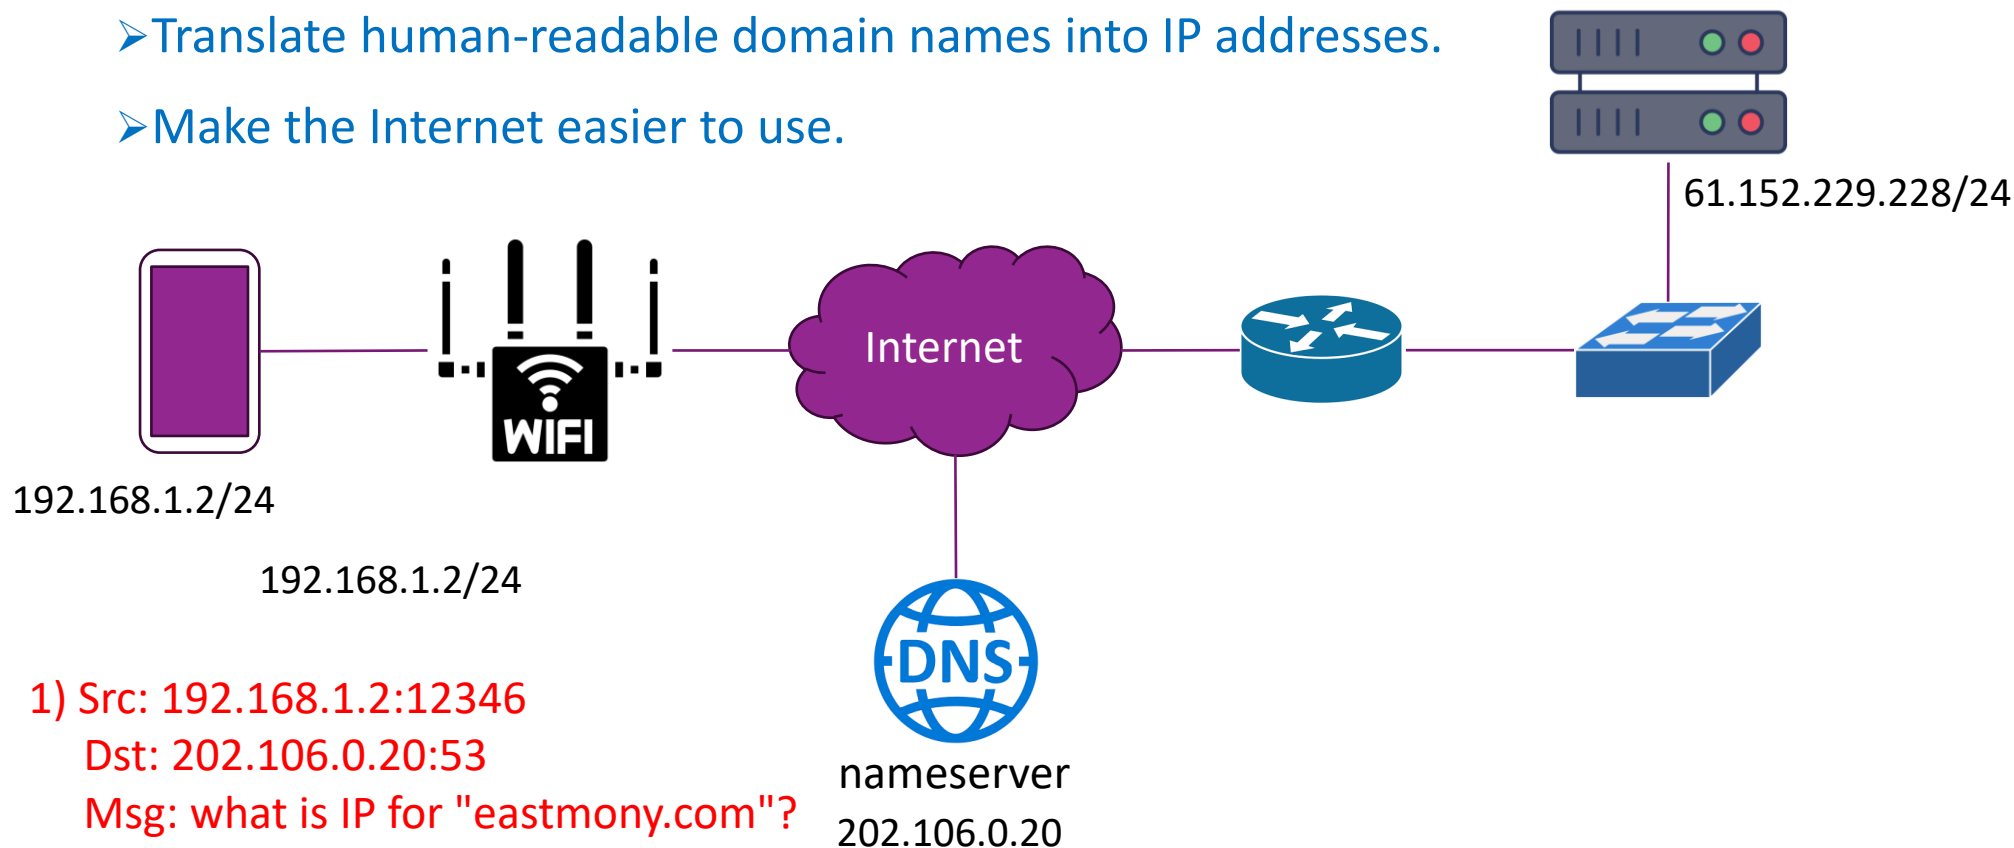 ➢Translate human-readable domain names into IP addresses.
➢Make the Internet easier to use.
61.152.229.228/24
Internet
WIFI
192.168.1.2/24
192.168.1.2/24
DNS
1) Src: 192.168.1.2:12346
Dst: 202.106.0.20:53
Msg: what is IP for "eastmony.com"?
nameserver
202.106.0.20